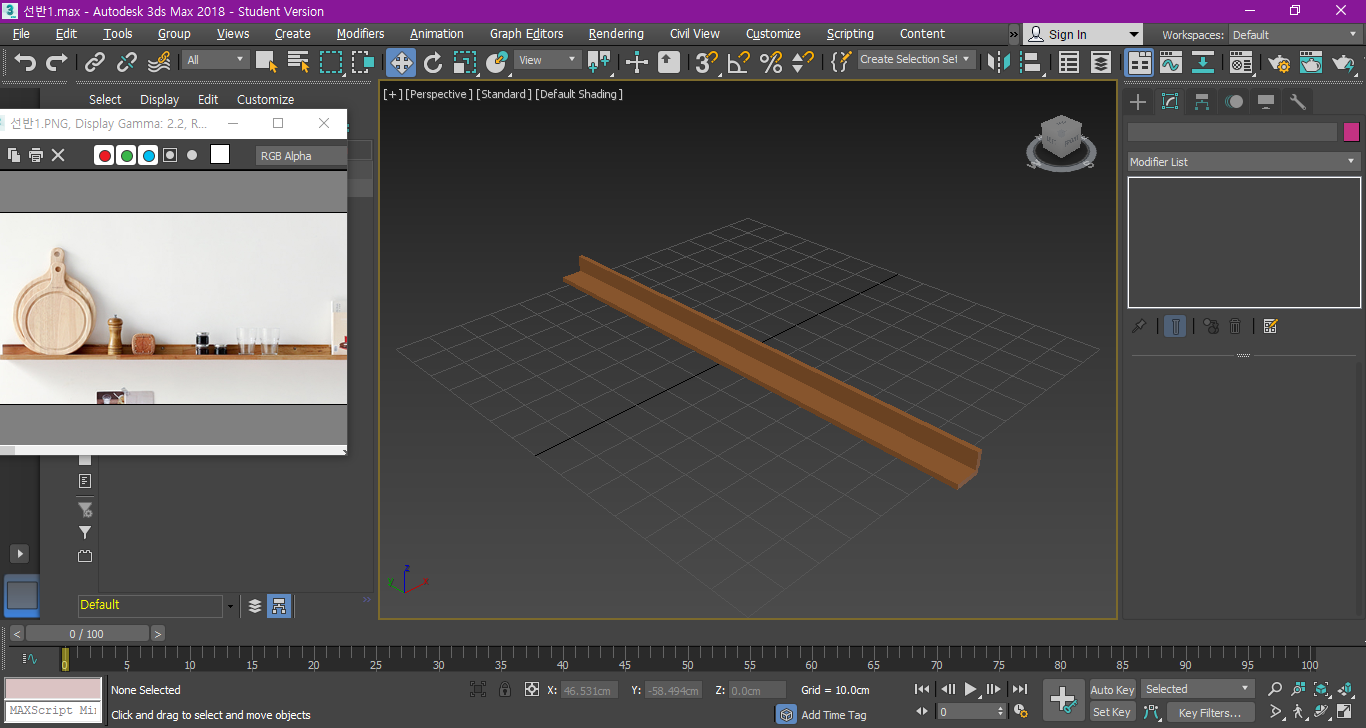 선반1.max - Autodesk 3ds Max 2018 - Student Version
File Edit Tools Group Views Create Modifiers Animation Graph Editors Rendering Civil View Customize Scripting Content » Sign In Workspaces: Default
All View Create Selection Set
Select Display Edit Customize
[+] [Perspective ] [Standard ] [Default Shading ]
선반1.PNG, Display Gamma: 2.2, R...
RGB Alpha
Modifier List
Default
0 / 100
0 5 10 15 20 25 30 35 40 45 50 55 60 65 70 75 80 85 90 95 100
None Selected X: 46.531cm Y: -58.494cm Z: 0.0cm Grid = 10.0cm Auto Key Selected
MAXScript Mi
Click and drag to select and move objects Add Time Tag 0 Set Key Key Filters...
z
x
y